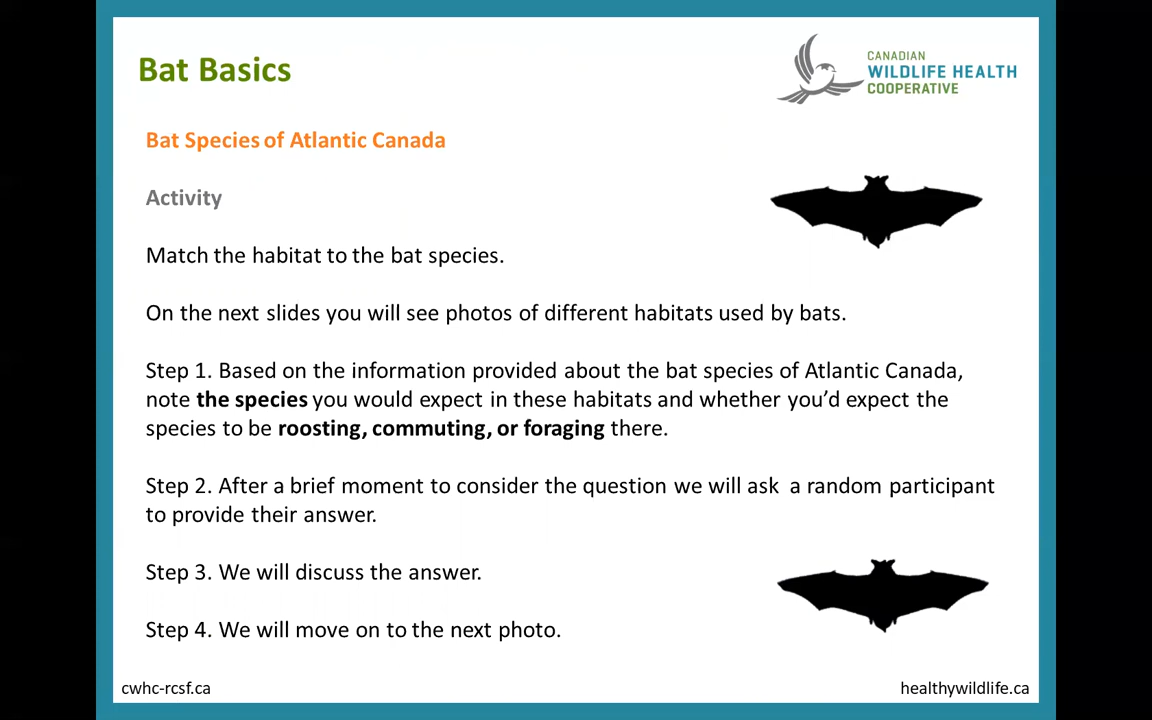 Bat Basics
CANADIAN
WILDLIFE HEALTH
COOPERATIVE
Bat Species of Atlantic Canada
Activity
Match the habitat to the bat species.
On the next slides you will see photos of different habitats used by bats.
Step 1. Based on the information provided about the bat species of Atlantic Canada,
note the species you would expect in these habitats and whether you’d expect the
species to be roosting, commuting, or foraging there.
Step 2. After a brief moment to consider the question we will ask a random participant
to provide their answer.
Step 3. We will discuss the answer.
Step 4. We will move on to the next photo.
cwhc-rcsf.ca
healthywildlife.ca